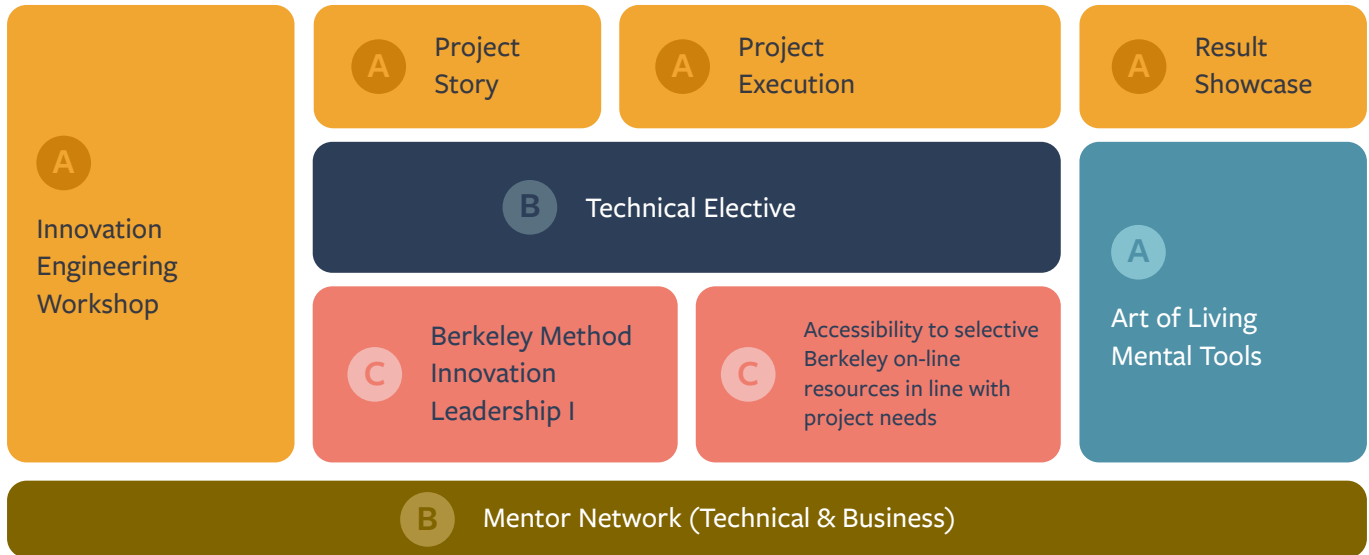 A
Innovation
Engineering
Workshop
A
Project
Story
A
Project
Execution
A
Result
Showcase
B
Technical Elective
C
Berkeley Method
Innovation
Leadership I
C
Accessibility to selective
Berkeley on-line
resources in line with
project needs
A
Art of Living
Mental Tools
B
Mentor Network (Technical & Business)